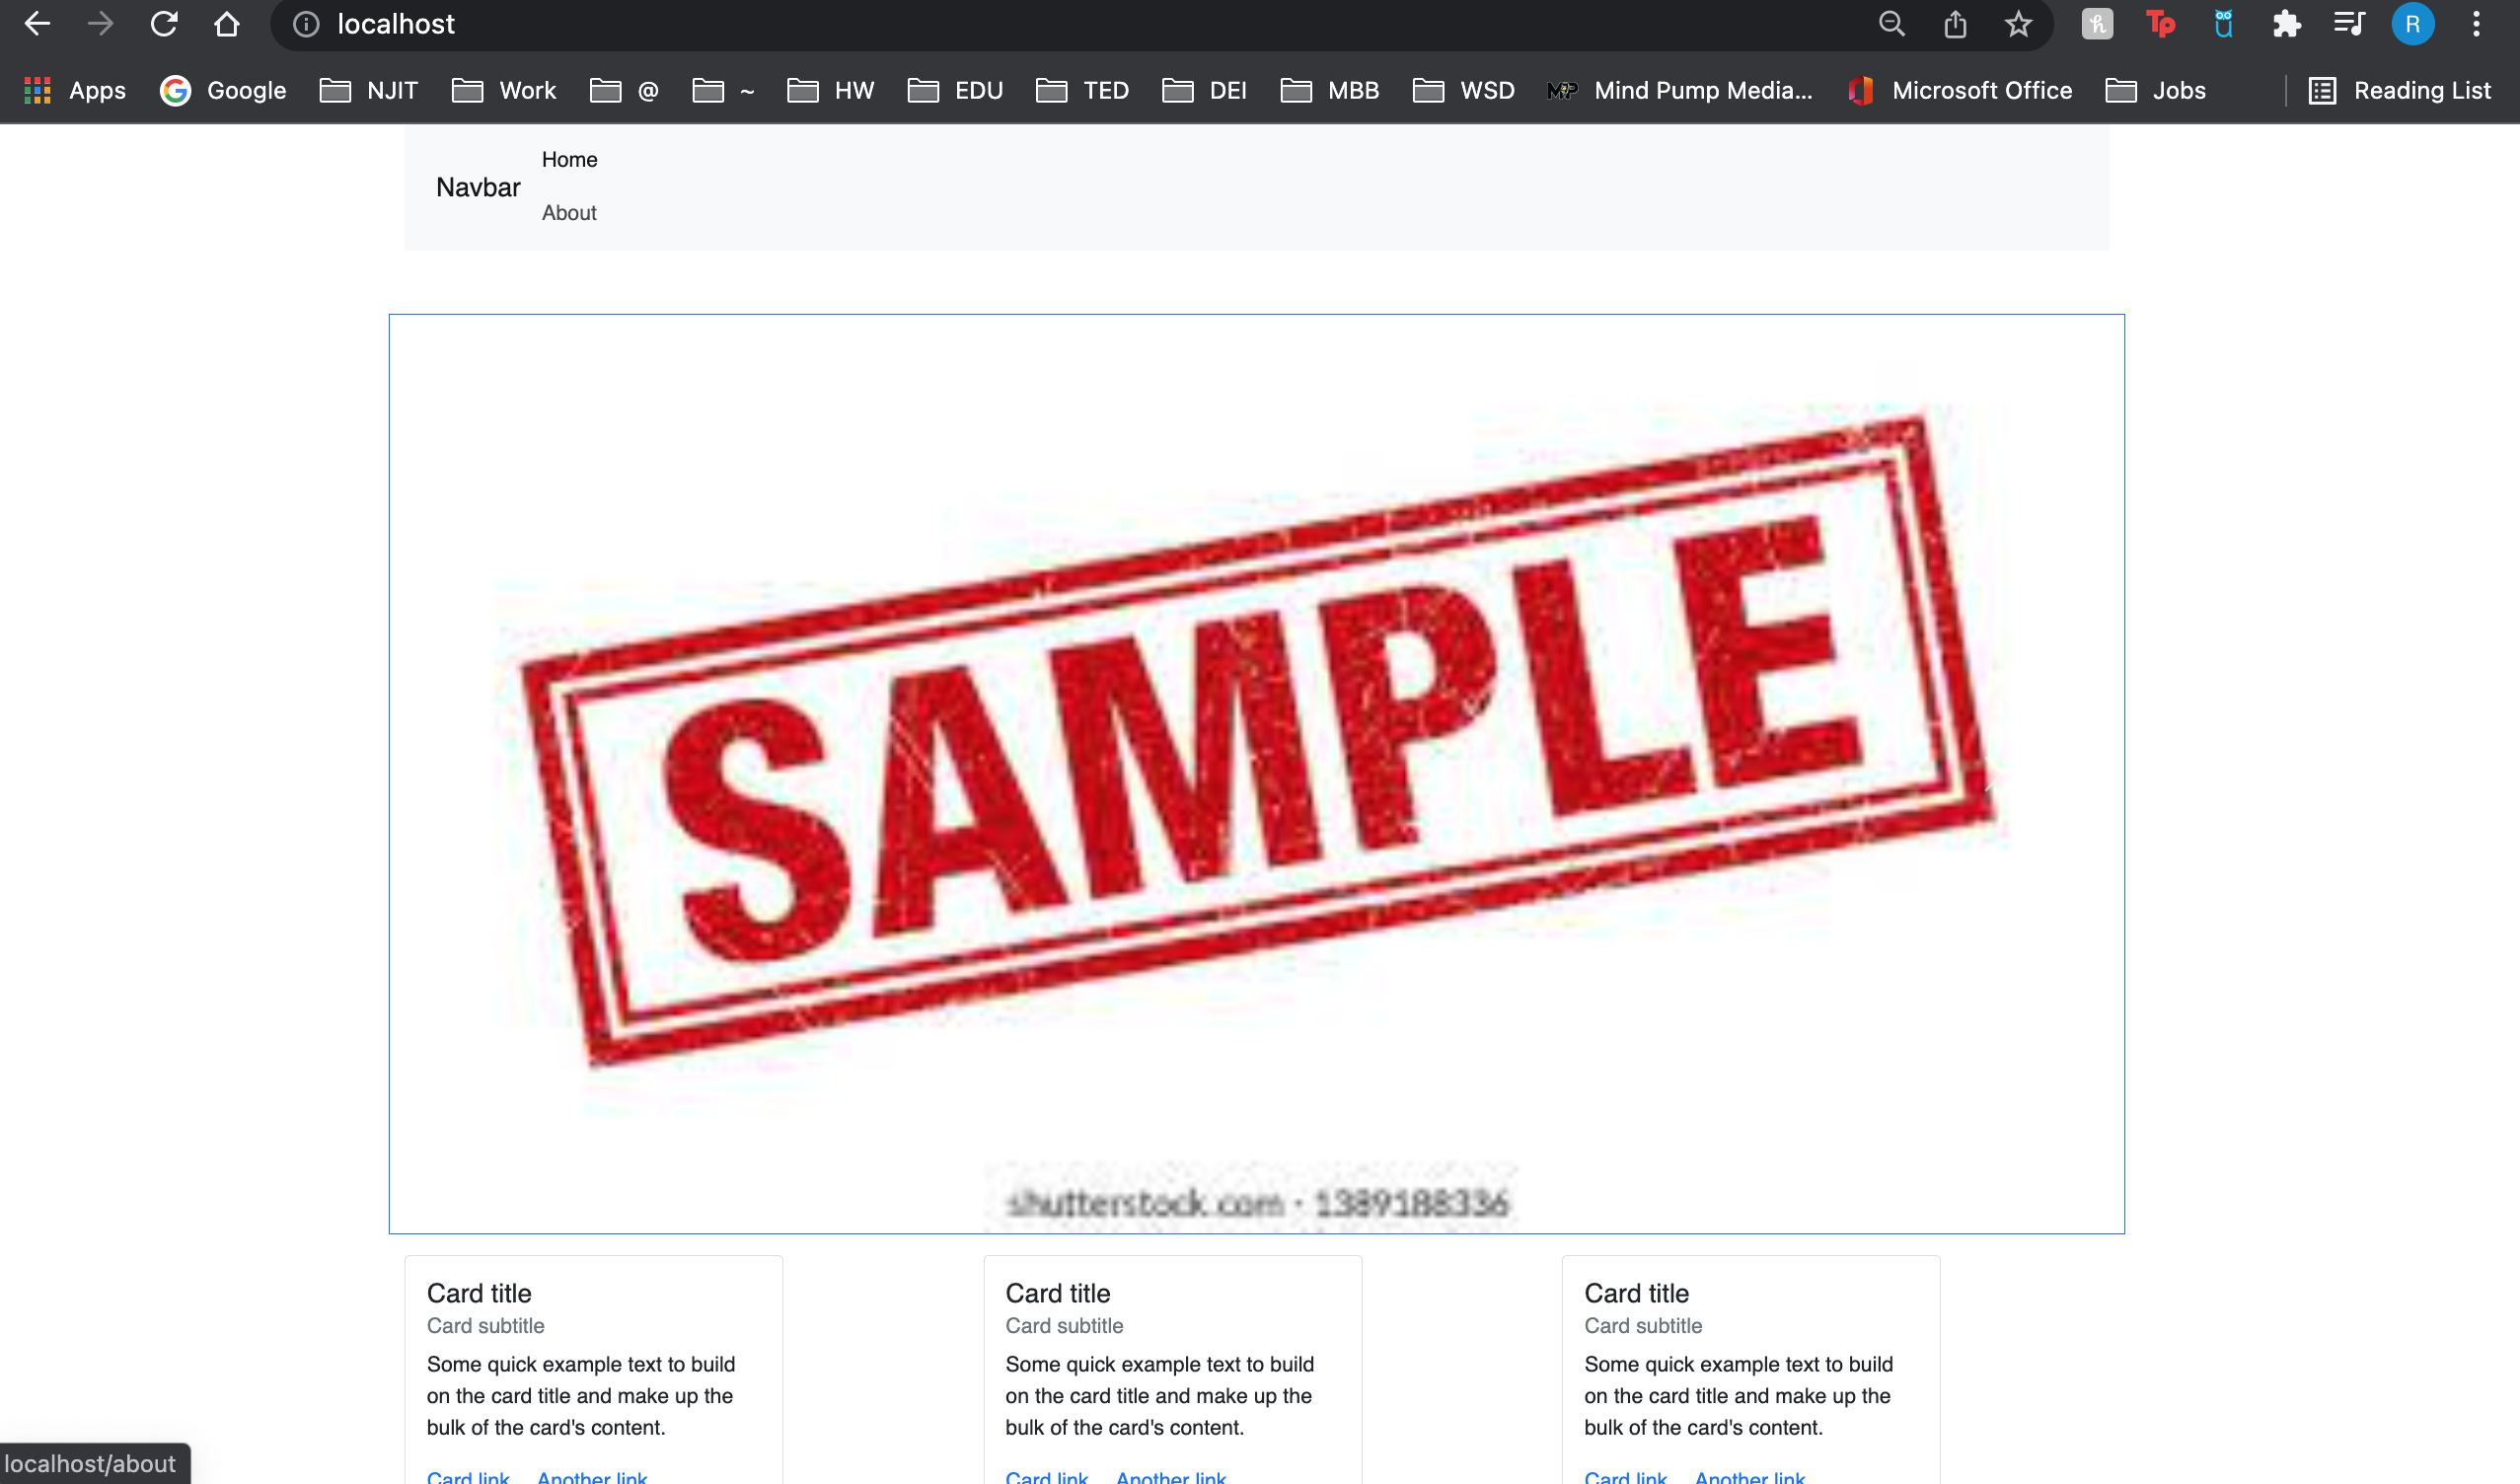 localhost
Apps Google NJIT Work @ ~ HW EDU TED DEI MBB WSD Mind Pump Media... Microsoft Office Jobs Reading List
R
Tp
Navbar
Home
About
SAMPLE
shutterstock.com · 1389188336
Card title
Card subtitle
Some quick example text to build
on the card title and make up the
bulk of the card's content.
Card link Another link
Card title
Card subtitle
Some quick example text to build
on the card title and make up the
bulk of the card's content.
Card link Another link
Card title
Card subtitle
Some quick example text to build
on the card title and make up the
bulk of the card's content.
Card link Another link
localhost/about